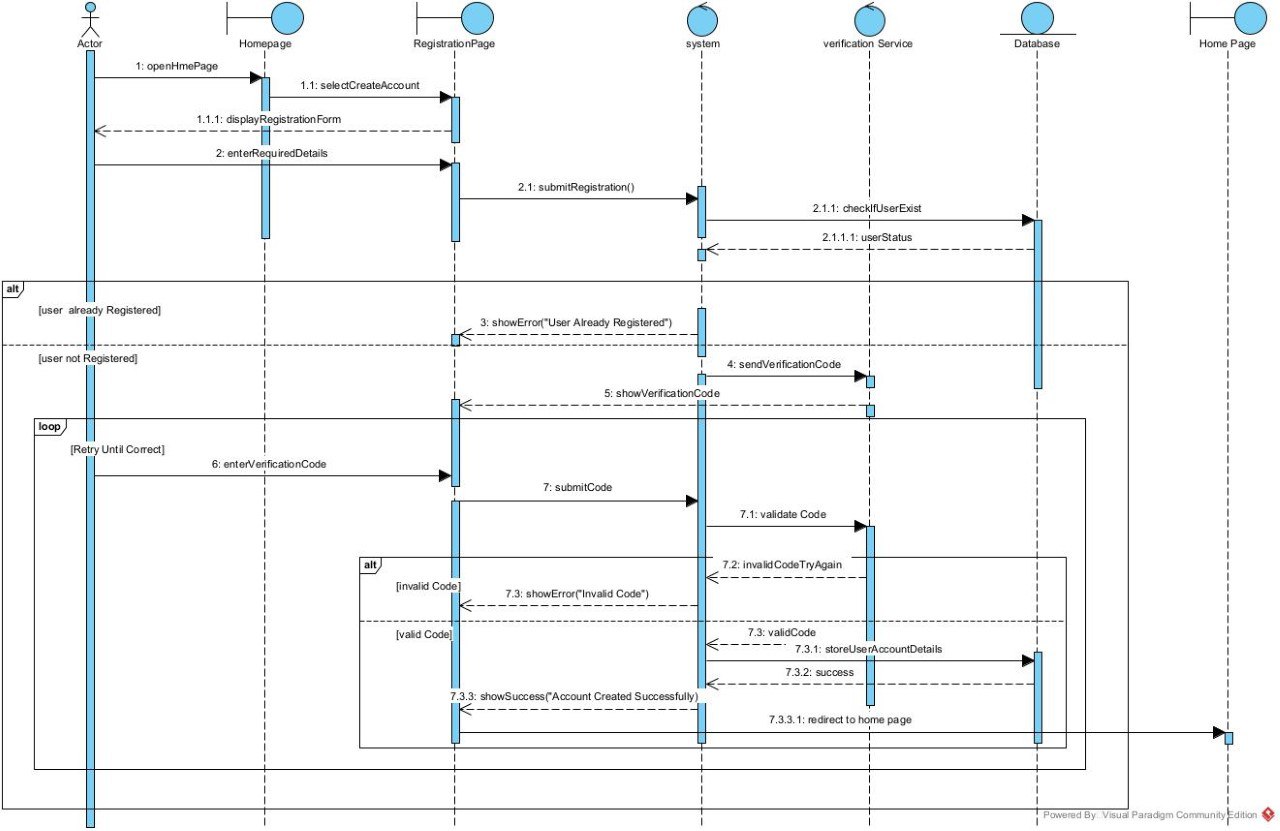 Actor
Homepage
RegistrationPage
system
verification Service
Database
Home Page
1: openHmePage
1.1: selectCreateAccount
1.1.1: displayRegistrationForm
2: enterRequiredDetails
2.1: submitRegistration()
2.1.1: checkIfUserExist
2.1.1.1: userStatus
alt
[user already Registered]
3: showError("User Already Registered")
[user not Registered]
4: sendVerificationCode
5: showVerificationCode
loop
[Retry Until Correct]
6: enterVerificationCode
7: submitCode
7.1: validate Code
alt
7.2: invalidCodeTryAgain
[invalid Code]
7.3: showError("Invalid Code")
[valid Code]
7.3: validCode
7.3.1: storeUserAccountDetails
7.3.2: success
7.3.3: showSuccess("Account Created Successfully)
7.3.3.1: redirect to home page
Powered By: Visual Paradigm Community Edition